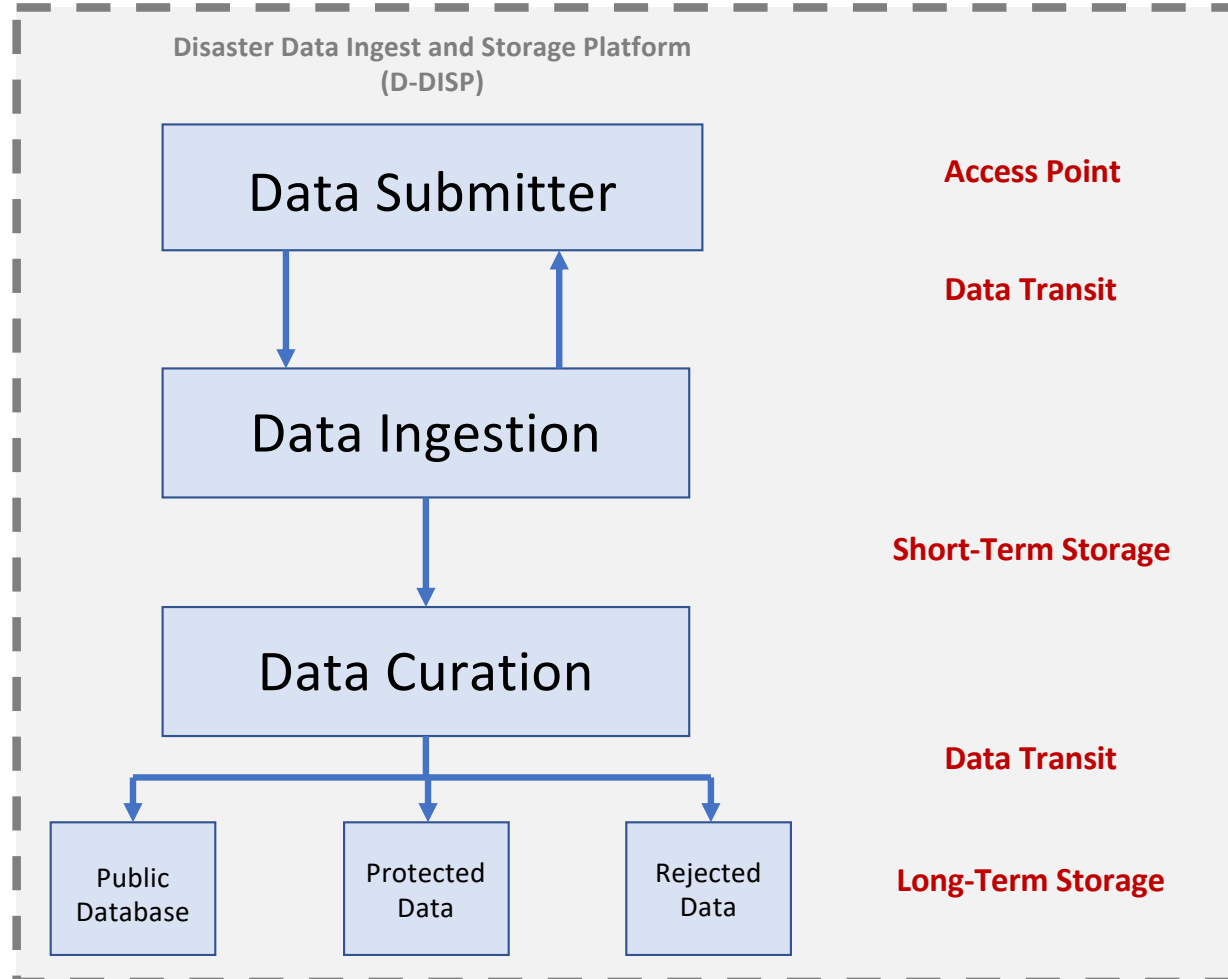 Disaster Data Ingest and Storage Platform
(D-DISP)
Data Submitter
Access Point
Data Transit
Data Ingestion
Short-Term Storage
Data Curation
Data Transit
Public
Database
Protected
Data
Rejected
Data
Long-Term Storage